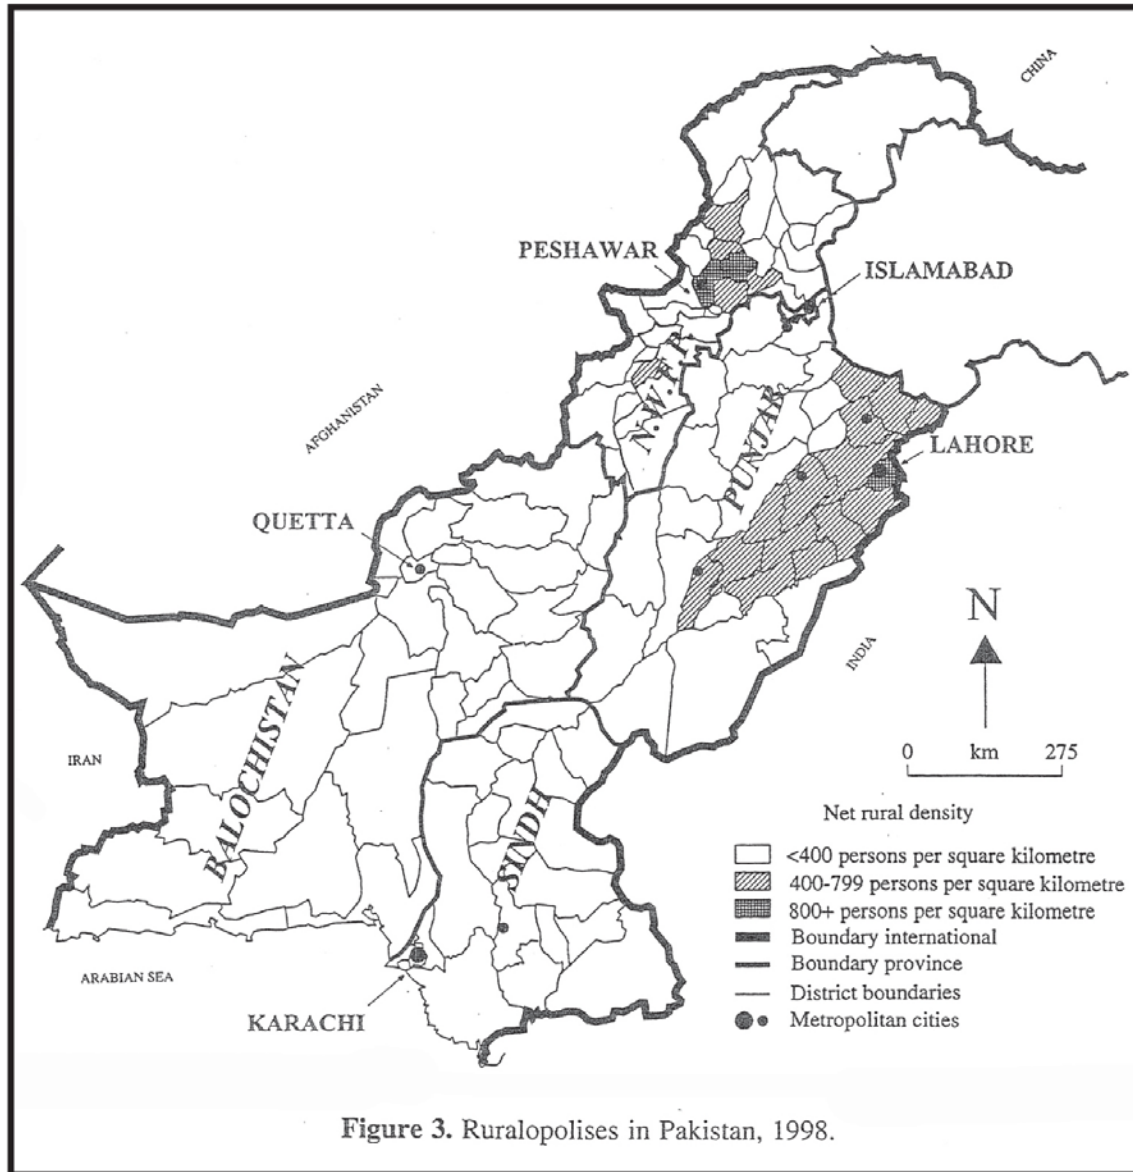 CHINA
PESHAWAR
ISLAMABAD
AFGHANISTAN
N.W.F.P
PUNJAB
LAHORE
QUETTA
N
INDIA
BALOCHISTAN
IRAN
0 km 275
SINDH
Net rural density
<400 persons per square kilometre
400-799 persons per square kilometre
800+ persons per square kilometre
Boundary international
Boundary province
District boundaries
Metropolitan cities
ARABIAN SEA
KARACHI
Figure 3. Ruralopolises in Pakistan, 1998.